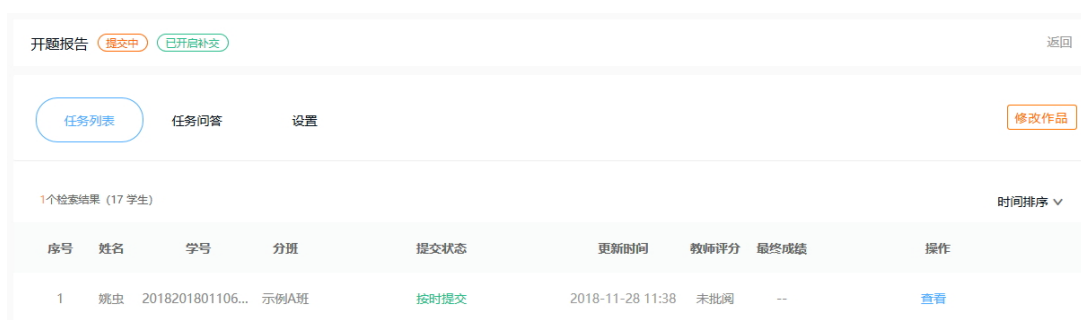 开题报告 提交中 已开启补交 返回
任务列表 任务问答 设置 修改作品
1个检索结果（17 学生）
时间排序
序号 姓名 学号 分班 提交状态 更新时间 教师评分 最终成绩 操作
1 姚虫 2018201801106... 示例A班 按时提交 2018-11-28 11:38 未批阅 -- 查看